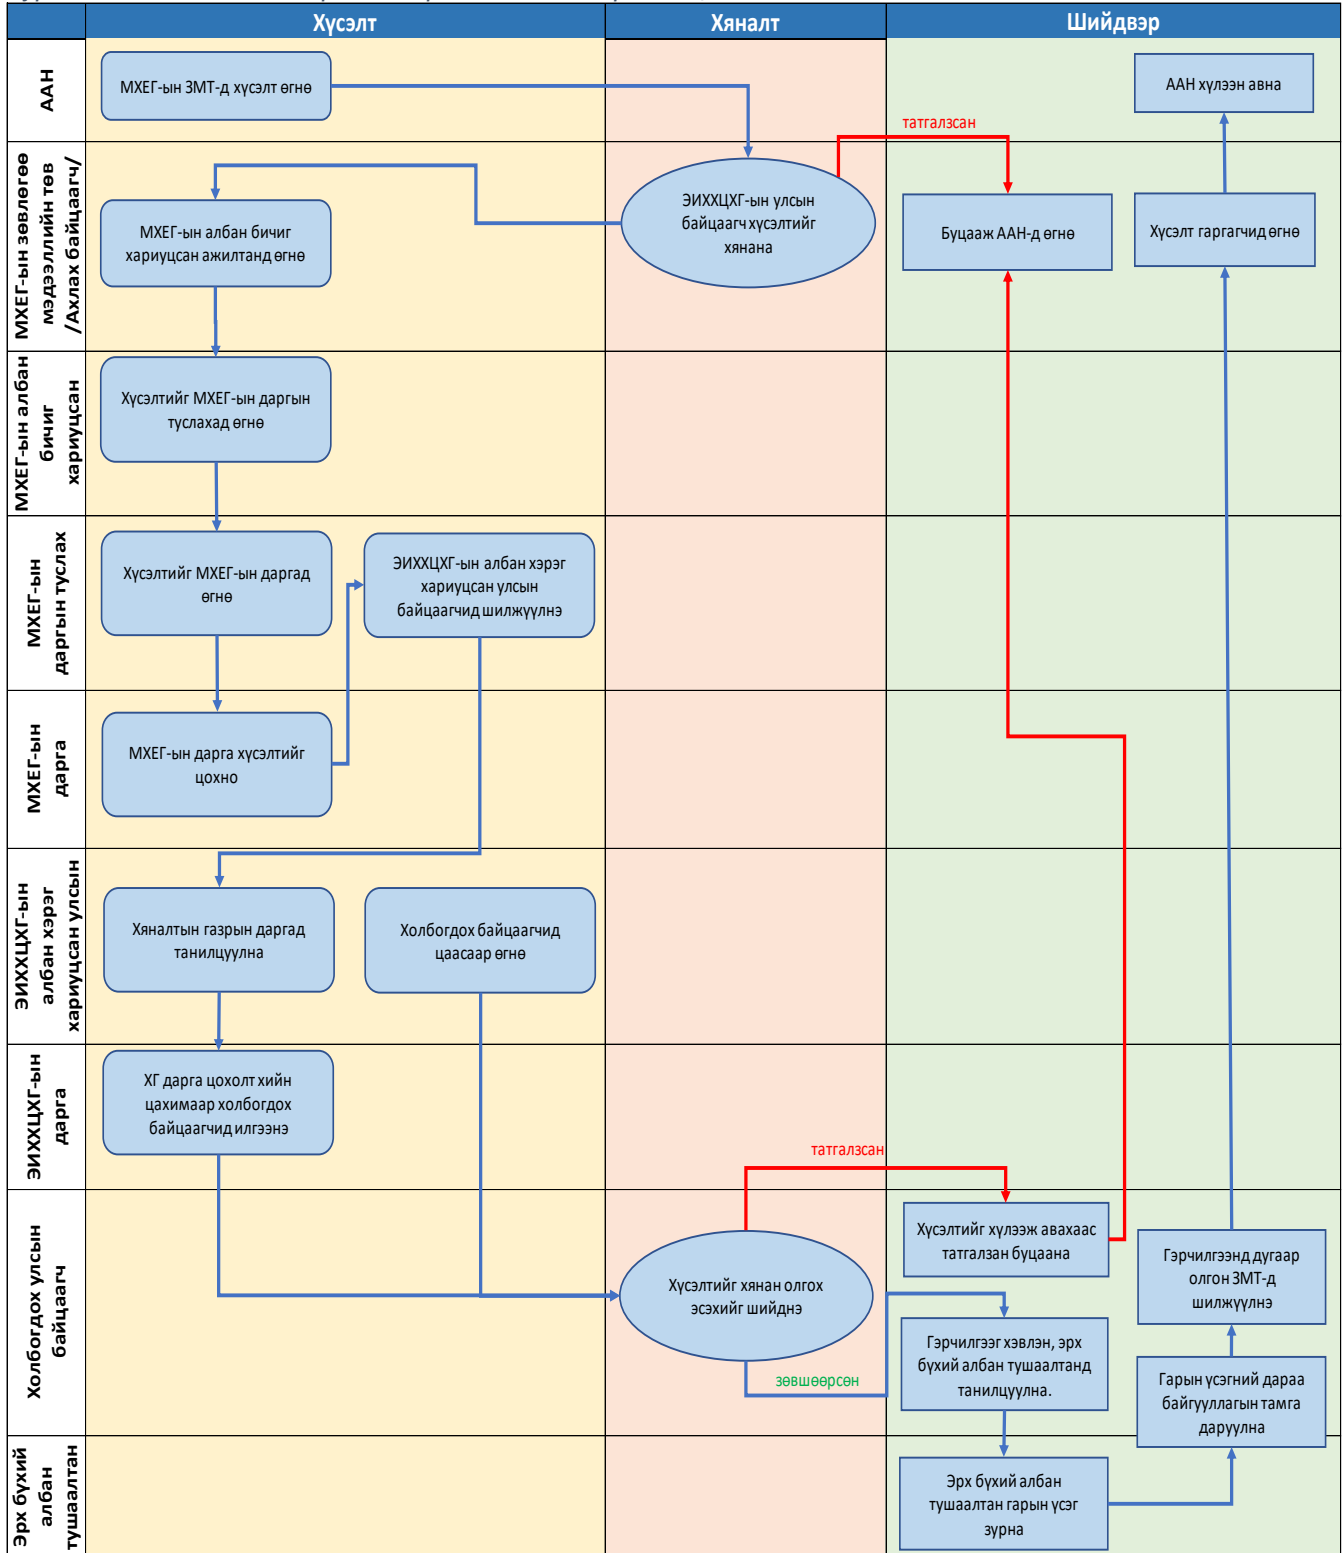 Хүсэлт
Хяналт
Шийдвэр
ААН
МХЕГ-ын ЗМТ-д хүсэлт өгнө
ААН хүлээн авна
татгалзсан
МХЕГ-ын зөвлөгөө
мэдээллийн төв
/Ахлах байцаагч/
МХЕГ-ын албан бичиг
хариуцсан ажилтанд өгнө
ЭИХХЦХГ-ын улсын
байцаагч хүсэлтийг
хянана
Буцааж ААН-д өгнө
Хүсэлт гаргагчид өгнө
МХЕГ-ын албан
бичиг
хариуцсан
Хүсэлтийг МХЕГ-ын даргын
туслахад өгнө
МХЕГ-ын
даргын туслах
Хүсэлтийг МХЕГ-ын даргад
өгнө
ЭИХХЦХГ-ын албан хэрэг
хариуцсан улсын
байцаагчид шилжүүлнэ
МХЕГ-ын
дарга
МХЕГ-ын дарга хүсэлтийг
цохно
ЭИХХЦХГ-ын
албан хэрэг
хариуцсан улсын
Хяналтын газрын даргад
танилцуулна
Холбогдох байцаагчид
цаасаар өгнө
ЭИХХЦХГ-ын
дарга
ХГ дарга цохолт хийн
цахимаар холбогдох
байцаагчид илгээнэ
татгалзсан
Холбогдох улсын
байцаагч
Хүсэлтийг хянан олгох
эсэхийг шийднэ
Хүсэлтийг хүлээж авахаас
татгалзан буцаана
Гэрчилгээнд дугаар
олгон ЗМТ-д
шилжүүлнэ
зөвшөөрсөн
Гэрчилгээг хэвлэн, эрх
бүхий албан тушаалтанд
танилцуулна.
Гарын үсэгний дараа
байгууллагын тамга
даруулна
Эрх бүхий
албан
тушаалтан
Эрх бүхий албан
тушаалтан гарын үсэг
зурна